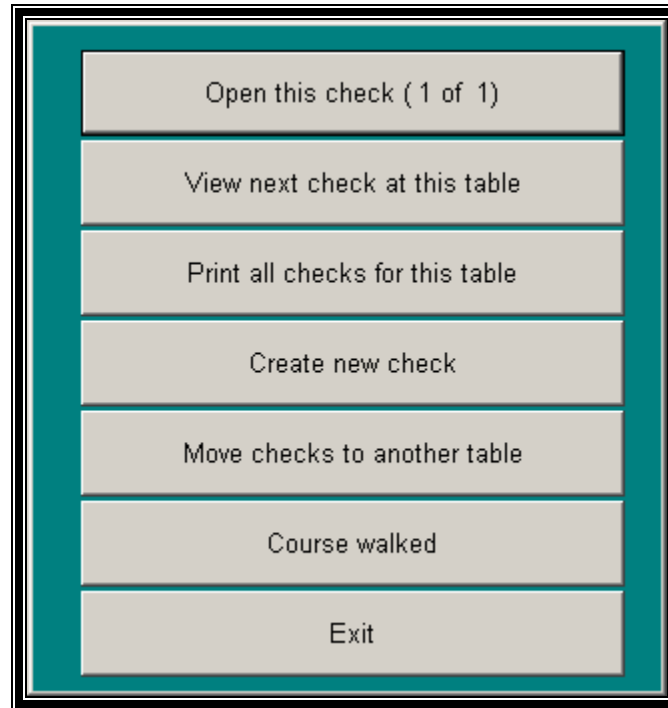 Open this check ( 1 of  1)
View next check at this table
Print all checks for this table
Create new check
Move checks to another table
Course walked
Exit